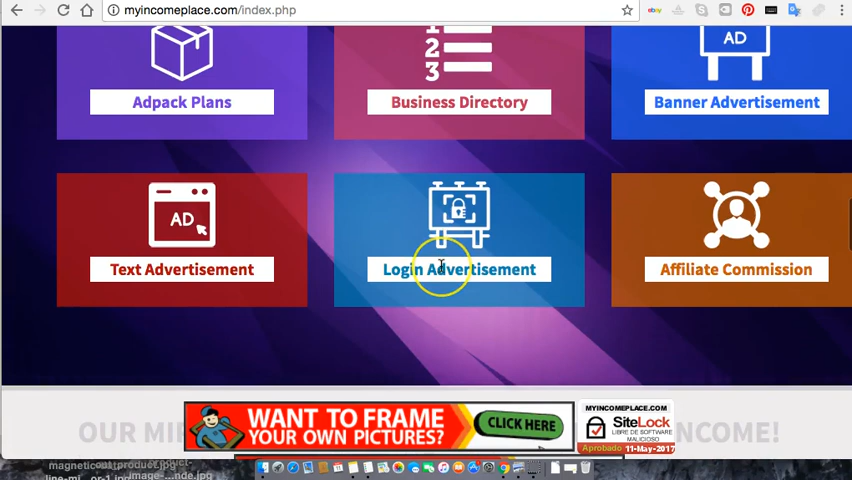 myincomeplace.com/index.php
ebay
1
2
3
AD
Adpack Plans
Business Directory
Banner Advertisement
AD
Text Advertisement
Login Advertisement
Affiliate Commission
WANT TO FRAME
YOUR OWN PICTURES?
CLICK HERE
MYINCOMEPLACE.COM
SiteLock
LIBRE DE SOFTWARE
MALICIOSO
Aprobado 11-May-2017
OUR MI
NCOME!